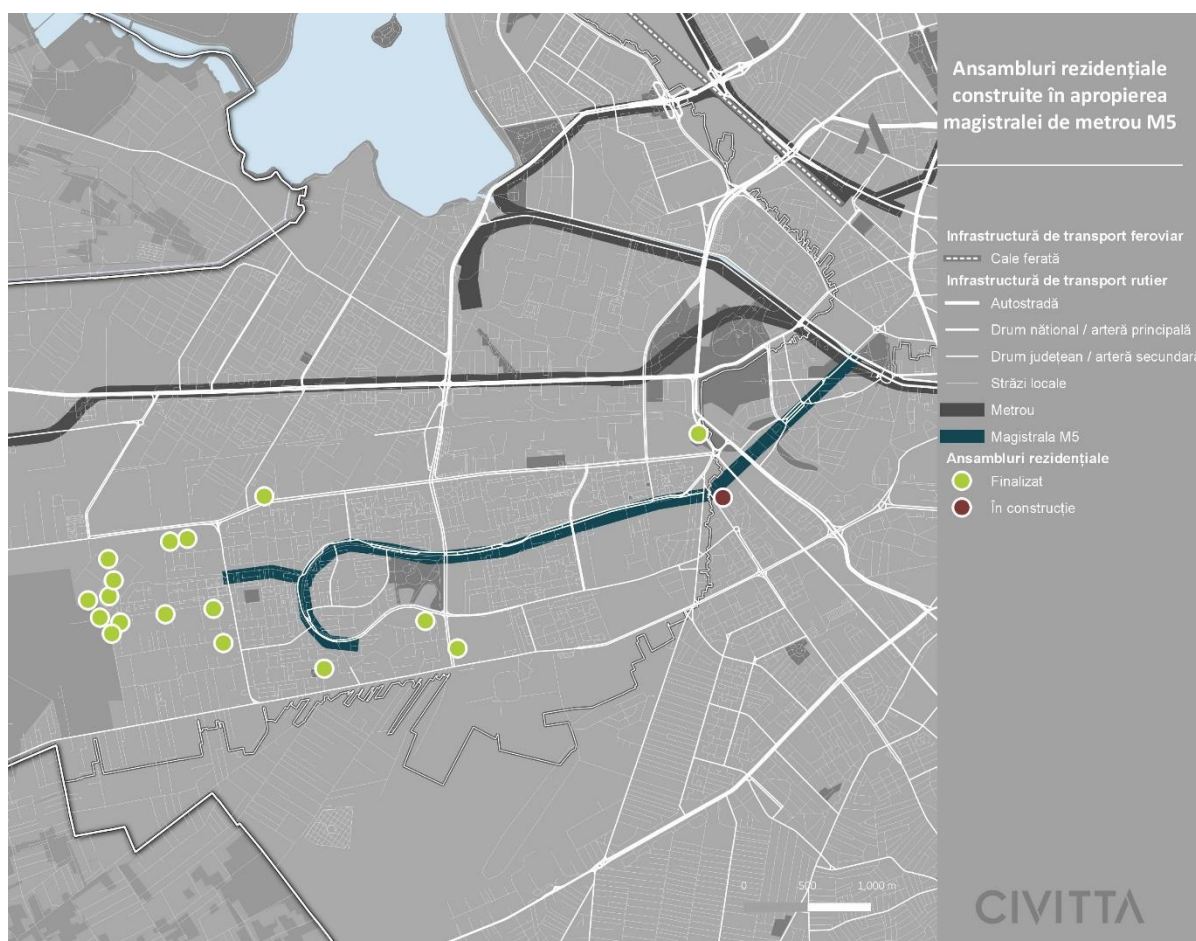 Ansambluri rezidențiale
construite în apropierea
magistralei de metrou M5
Infrastructură de transport feroviar
Cale ferată
Infrastructură de transport rutier
Autostradă
Drum național / arteră principală
Drum județean / arteră secundară
Străzi locale
Metrou
Magistrala M5
Ansambluri rezidențiale
Finalizat
În construcție
0 500 1,000 m
CIVITTA